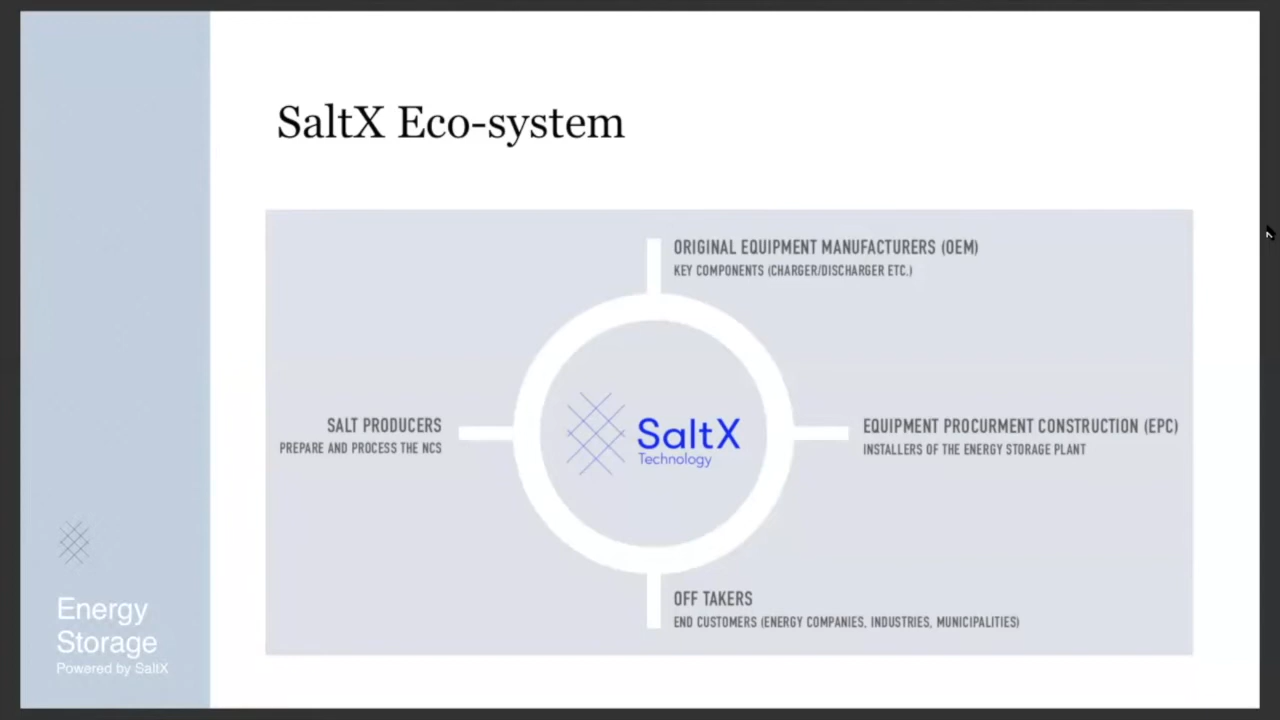 SaltX Eco-system
ORIGINAL EQUIPMENT MANUFACTURERS (OEM)
KEY COMPONENTS (CHARGER/DISCHARGER ETC.)
SALT PRODUCERS
PREPARE AND PROCESS THE NCS
SaltX
Technology
EQUIPMENT PROCURMENT CONSTRUCTION (EPC)
INSTALLERS OF THE ENERGY STORAGE PLANT
OFF TAKERS
END CUSTOMERS (ENERGY COMPANIES, INDUSTRIES, MUNICIPALITIES)
Energy
Storage
Powered by SaltX